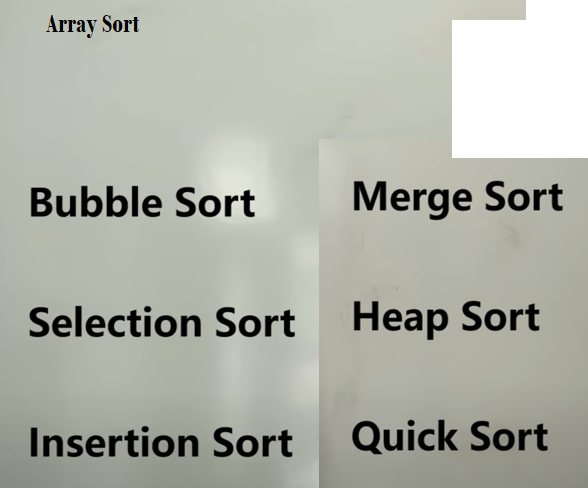 Array Sort
Bubble Sort
Selection Sort
Insertion Sort
Merge Sort
Heap Sort
Quick Sort